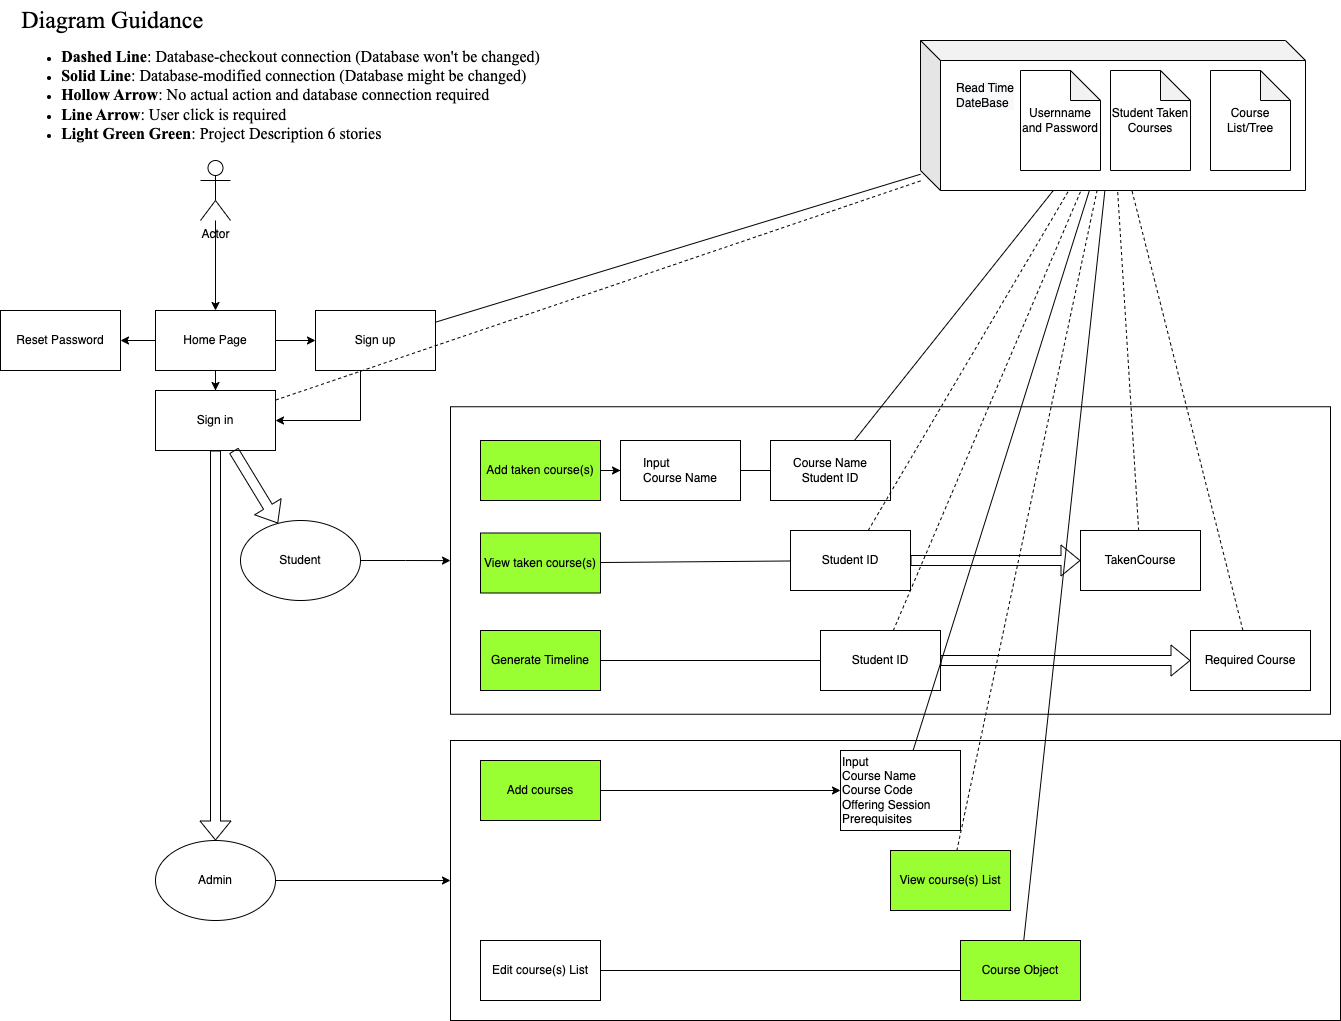 Diagram Guidance
• Dashed Line: Database-checkout connection (Database won't be changed)
• Solid Line: Database-modified connection (Database might be changed)
• Hollow Arrow: No actual action and database connection required
• Line Arrow: User click is required
• Light Green Green: Project Description 6 stories
Read Time
DateBase
Usernname
and Password
Student Taken
Courses
Course
List/Tree
Actor
Reset Password
Home Page
Sign up
Sign in
Student
Admin
Add taken course(s)
Input
Course Name
Course Name
Student ID
View taken course(s)
Student ID
TakenCourse
Generate Timeline
Student ID
Required Course
Add courses
Input
Course Name
Course Code
Offering Session
Prerequisites
View course(s) List
Edit course(s) List
Course Object